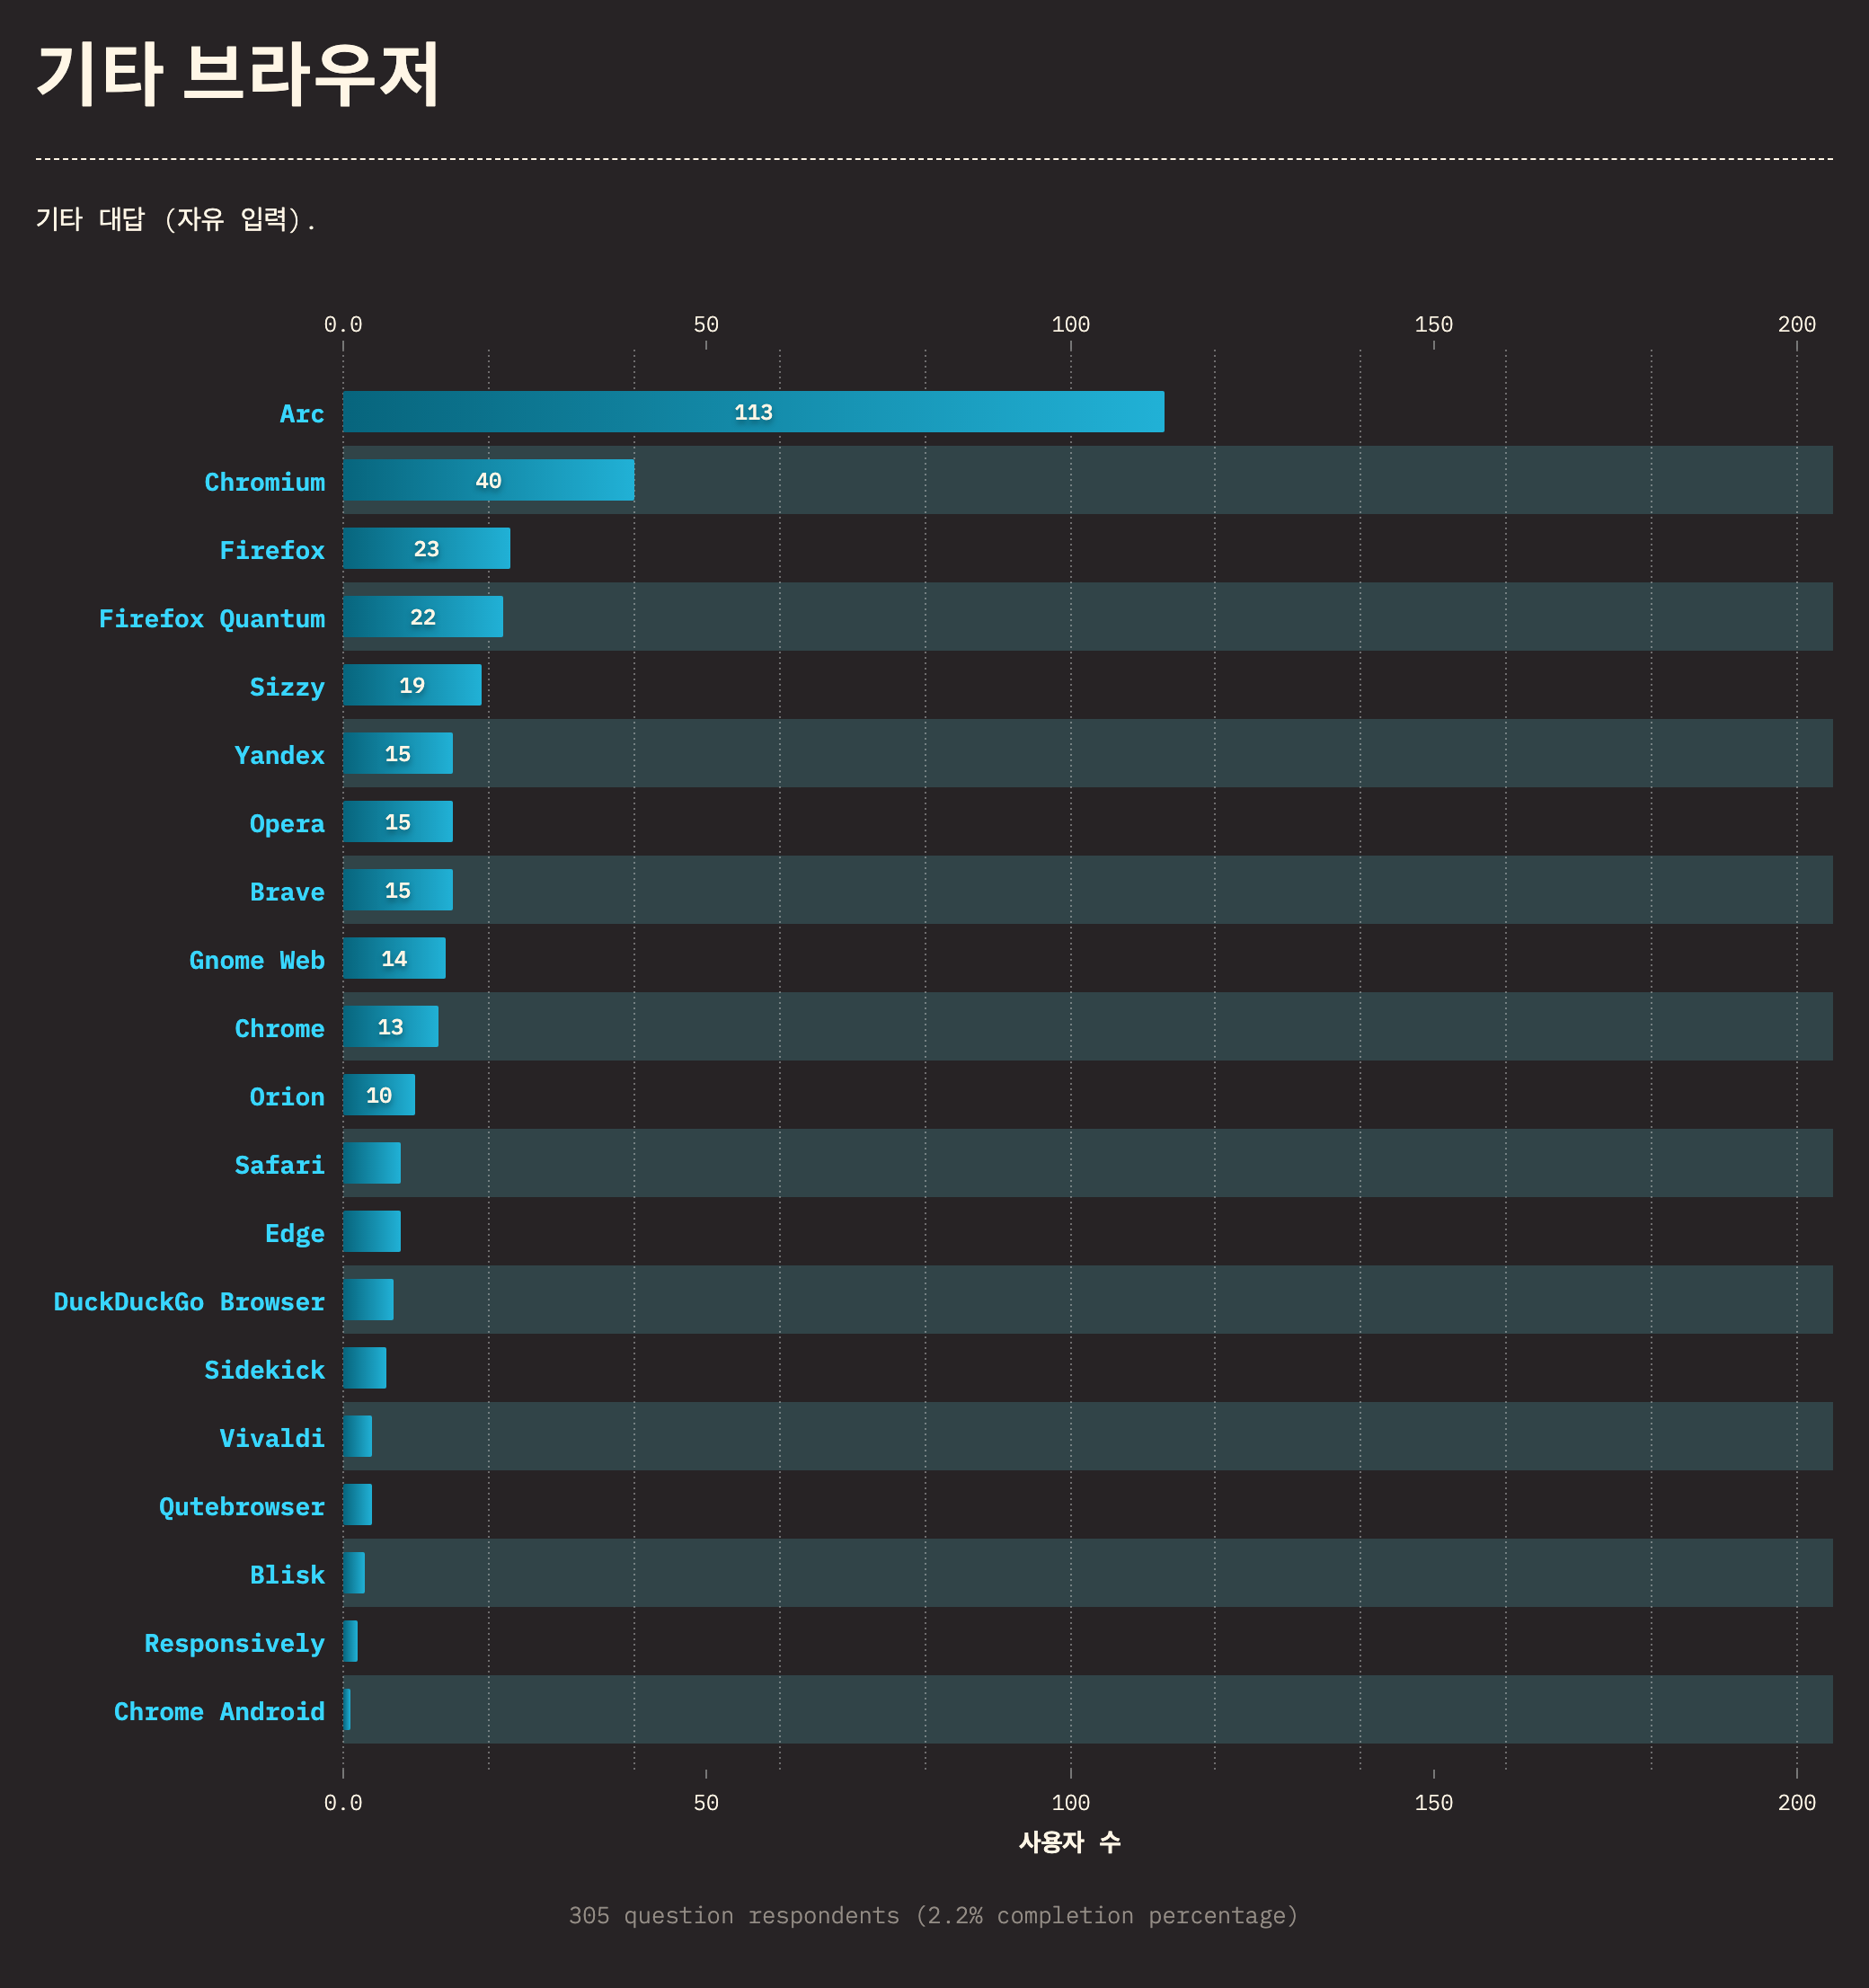 기타 브라우저
기타 대답 (자유 입력).
0.0 50 100 150 200
Arc 113
Chromium 40
Firefox 23
Firefox Quantum 22
Sizzy 19
Yandex 15
Opera 15
Brave 15
Gnome Web 14
Chrome 13
Orion 10
Safari
Edge
DuckDuckGo Browser
Sidekick
Vivaldi
Qutebrowser
Blisk
Responsively
Chrome Android
0.0 50 100 150 200
사용자 수
305 question respondents (2.2% completion percentage)